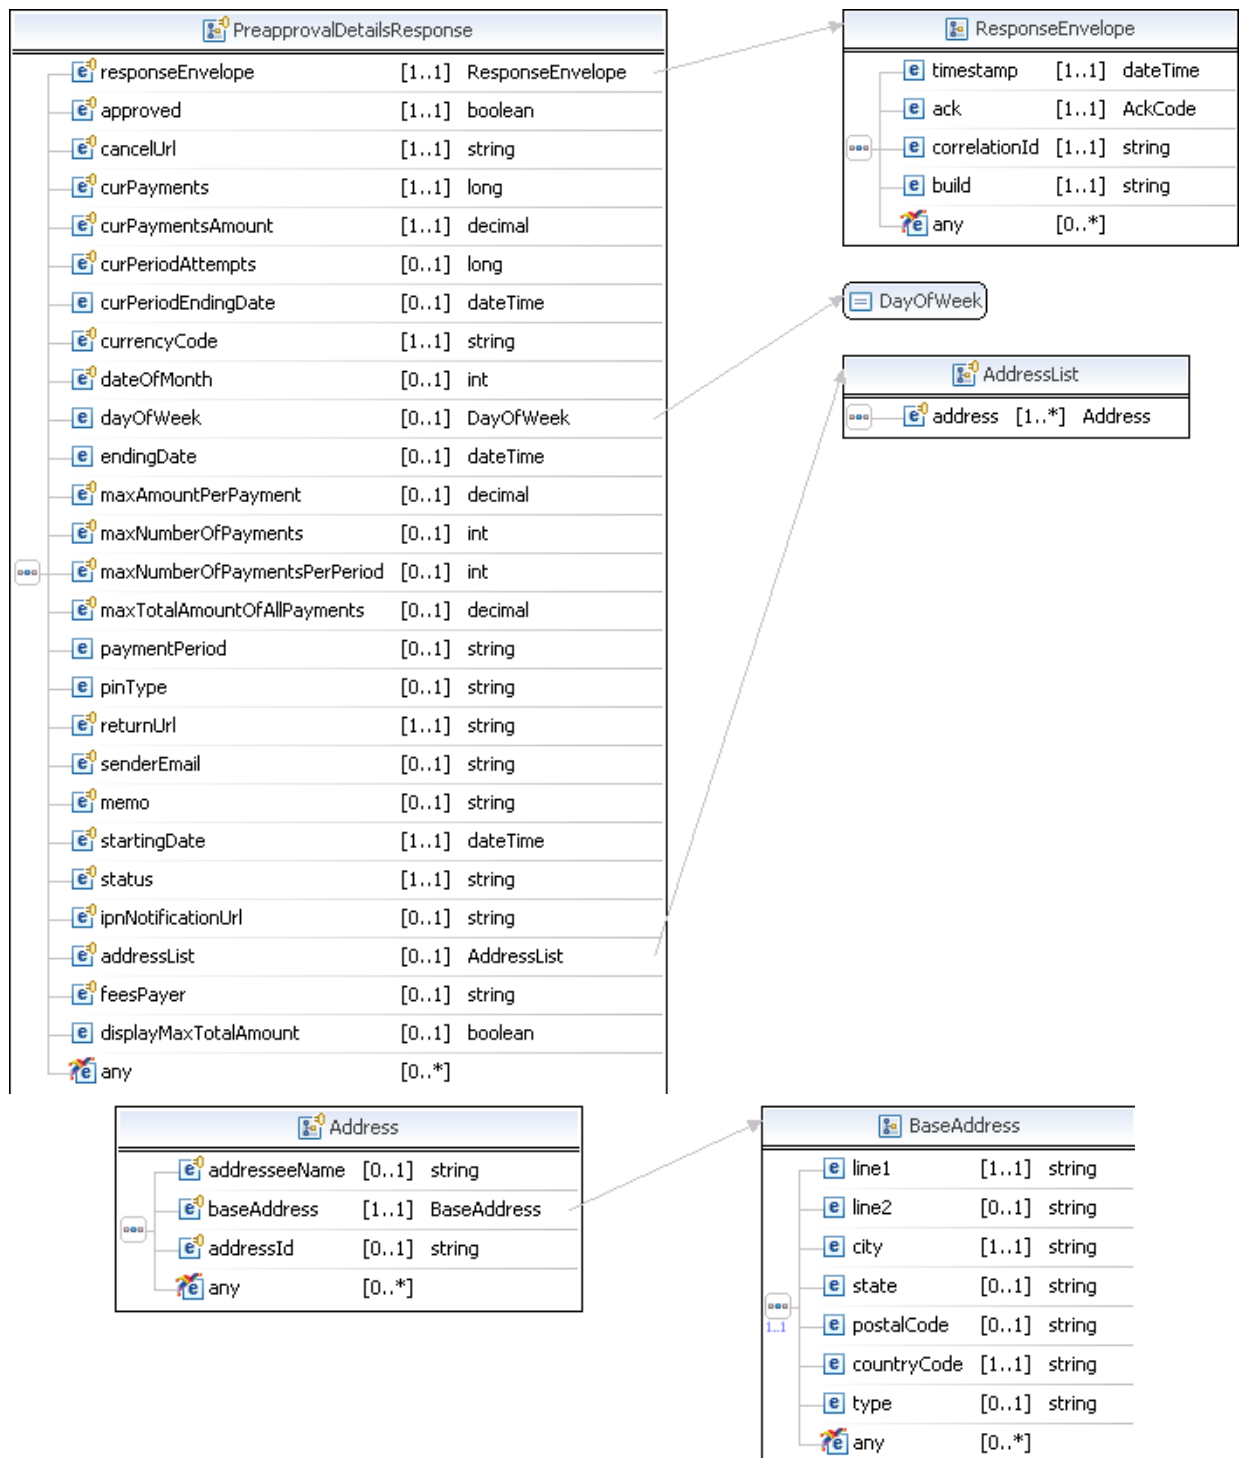 PreapprovalDetailsResponse
responseEnvelope [1..1] ResponseEnvelope
approved [1..1] boolean
cancelUrl [1..1] string
curPayments [1..1] long
curPaymentsAmount [1..1] decimal
curPeriodAttempts [0..1] long
curPeriodEndingDate [0..1] dateTime
currencyCode [1..1] string
dateOfMonth [0..1] int
dayOfWeek [0..1] DayOfWeek
endingDate [0..1] dateTime
maxAmountPerPayment [0..1] decimal
maxNumberOfPayments [0..1] int
maxNumberOfPaymentsPerPeriod [0..1] int
maxTotalAmountOfAllPayments [0..1] decimal
paymentPeriod [0..1] string
pinType [0..1] string
returnUrl [1..1] string
senderEmail [0..1] string
memo [0..1] string
startingDate [1..1] dateTime
status [1..1] string
ipnNotificationUrl [0..1] string
addressList [0..1] AddressList
feesPayer [0..1] string
displayMaxTotalAmount [0..1] boolean
any [0..*]
ResponseEnvelope
timestamp [1..1] dateTime
ack [1..1] AckCode
correlationId [1..1] string
build [1..1] string
any [0..*]
DayOfWeek
AddressList
address [1..*] Address
Address
addresseeName [0..1] string
baseAddress [1..1] BaseAddress
addressId [0..1] string
any [0..*]
BaseAddress
line1 [1..1] string
line2 [0..1] string
city [1..1] string
state [0..1] string
postalCode [0..1] string
1..1
countryCode [1..1] string
type [0..1] string
any [0..*]